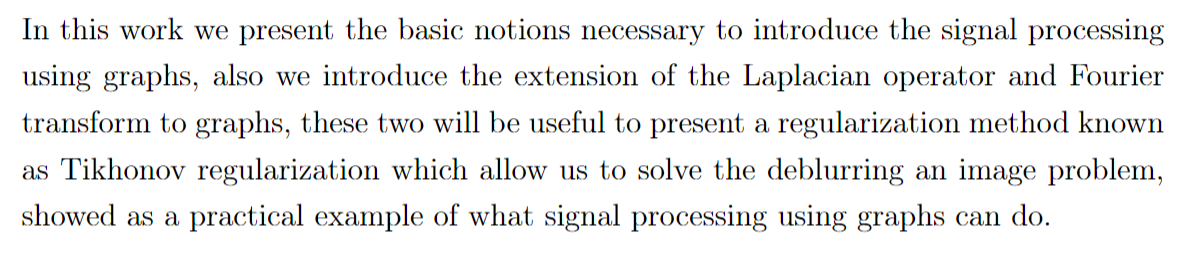 In this work we present the basic notions necessary to introduce the signal processing
using graphs, also we introduce the extension of the Laplacian operator and Fourier
transform to graphs, these two will be useful to present a regularization method known
as Tikhonov regularization which allow us to solve the deblurring an image problem,
showed as a practical example of what signal processing using graphs can do.